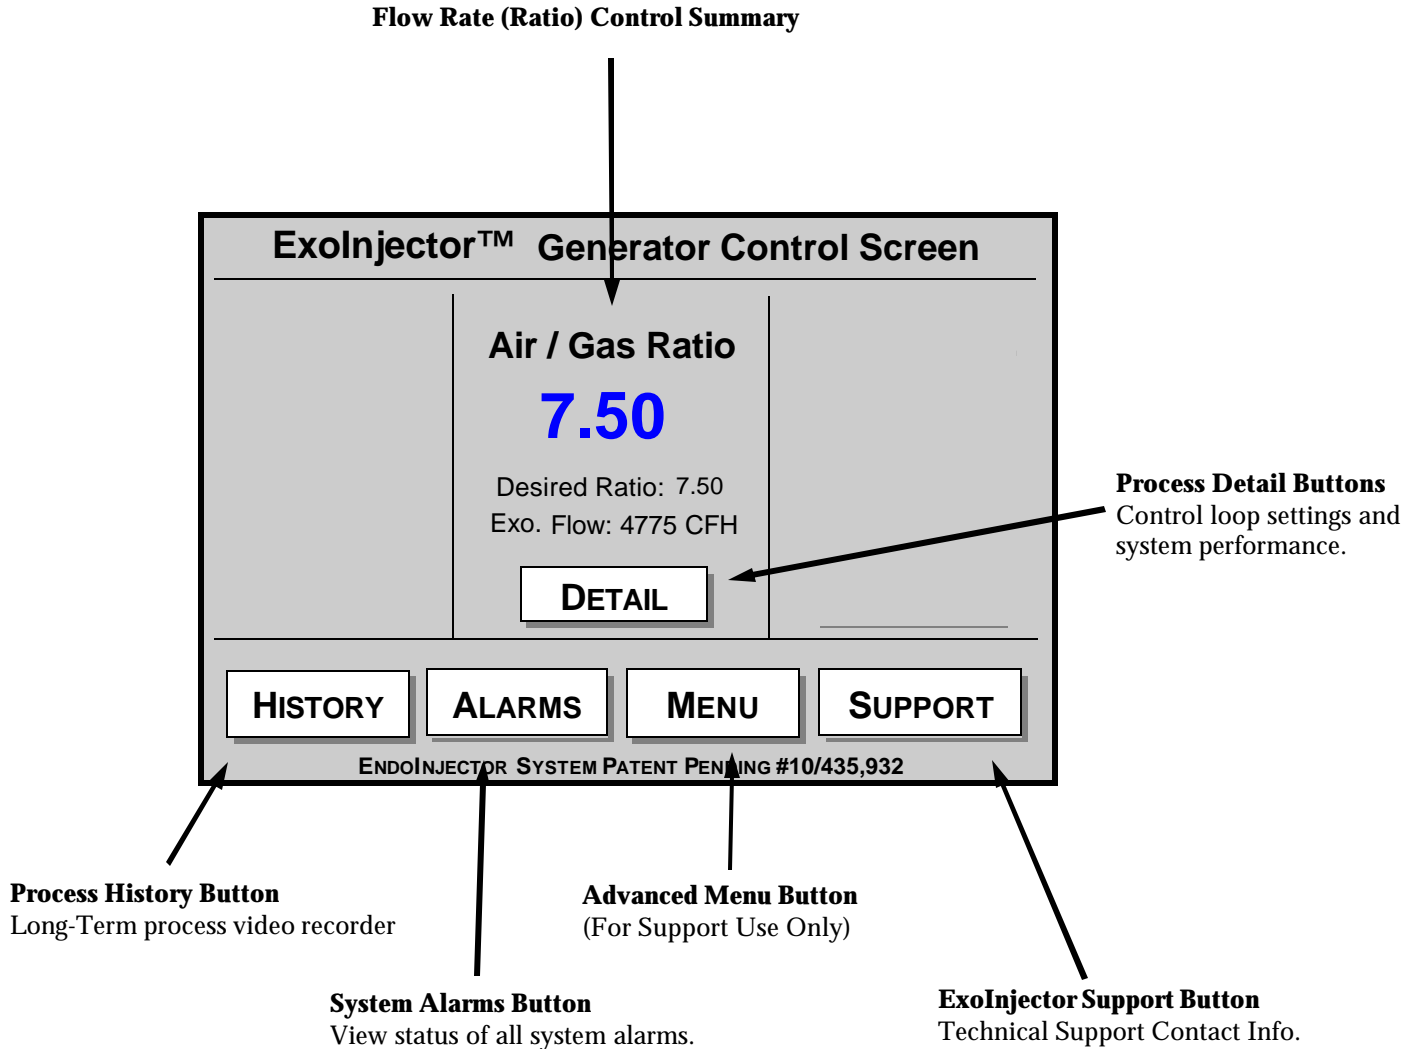 Flow Rate (Ratio) Control Summary
ExoInjector™ Generator Control Screen
Air / Gas Ratio
7.50
Desired Ratio: 7.50
Exo. Flow: 4775 CFH
DETAIL
Process Detail Buttons
Control loop settings and
system performance.
HISTORY ALARMS MENU SUPPORT
ENDOINJECTOR SYSTEM PATENT PENDING #10/435,932
Process History Button
Long-Term process video recorder
Advanced Menu Button
(For Support Use Only)
System Alarms Button
View status of all system alarms.
ExoInjector Support Button
Technical Support Contact Info.